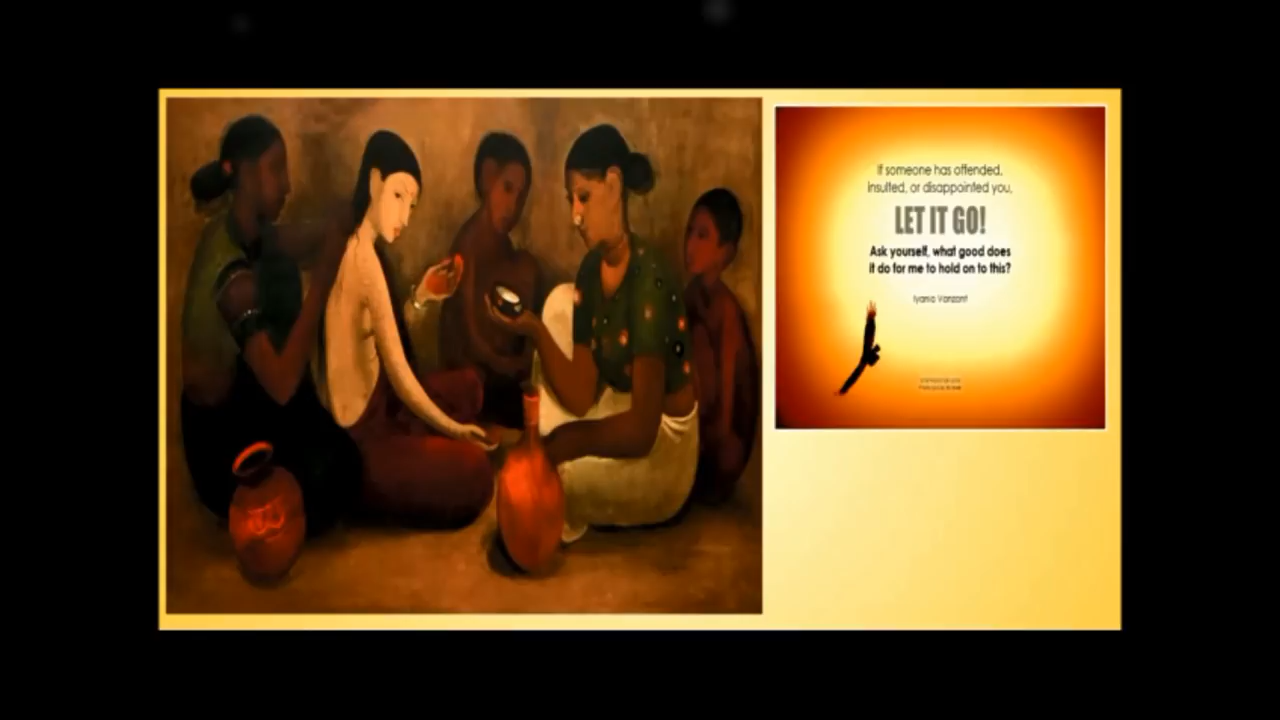 If someone has offended,
insulted, or disappointed you,
LET IT GO!
Ask yourself, what good does
it do for me to hold on to this?
Iyanla Vanzant